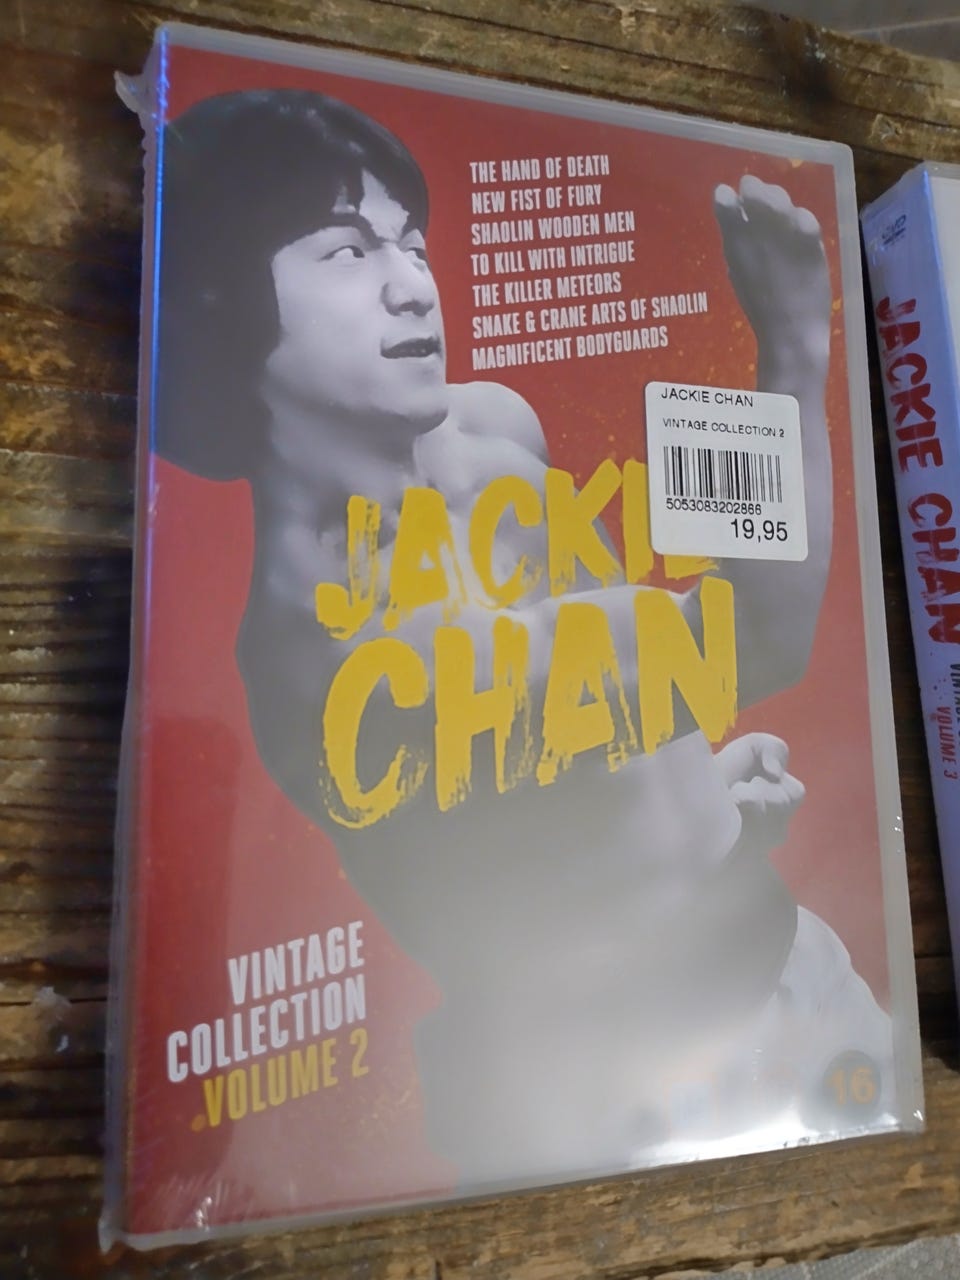 THE HAND OF DEATH
NEW FIST OF FURY
SHAOLIN WOODEN MEN
TO KILL WITH INTRIGUE
THE KILLER METEORS
SNAKE & CRANE ARTS OF SHAOLIN
MAGNIFICENT BODYGUARDS
JACKIE CHAN
VINTAGE COLLECTION 2
5053083202866
19,95
JACKIE
CHAN
VINTAGE
COLLECTION
VOLUME 2
16
JACKIE CHAN
VOLUME 3